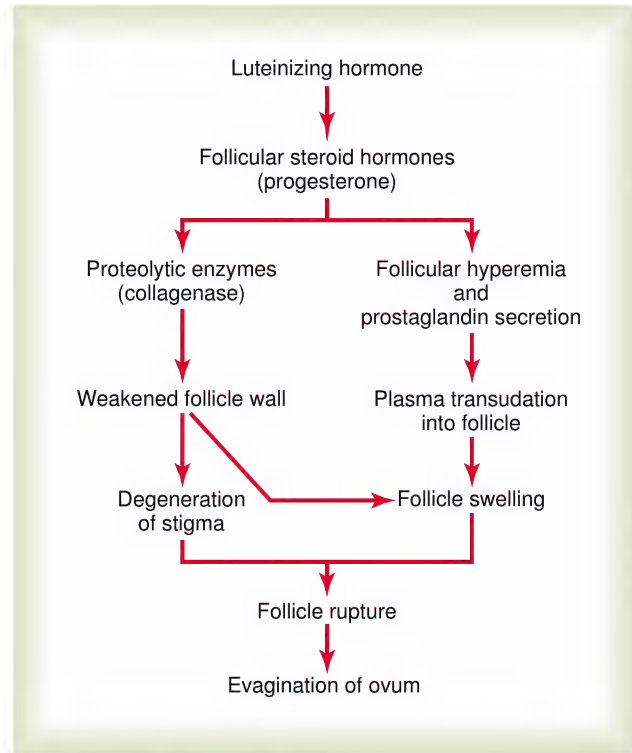 Luteinizing hormone
Follicular steroid hormones
(progesterone)
Proteolytic enzymes
(collagenase)
Follicular hyperemia
and
prostaglandin secretion
Weakened follicle wall
Plasma transudation
into follicle
Degeneration
of stigma
Follicle swelling
Follicle rupture
Evagination of ovum